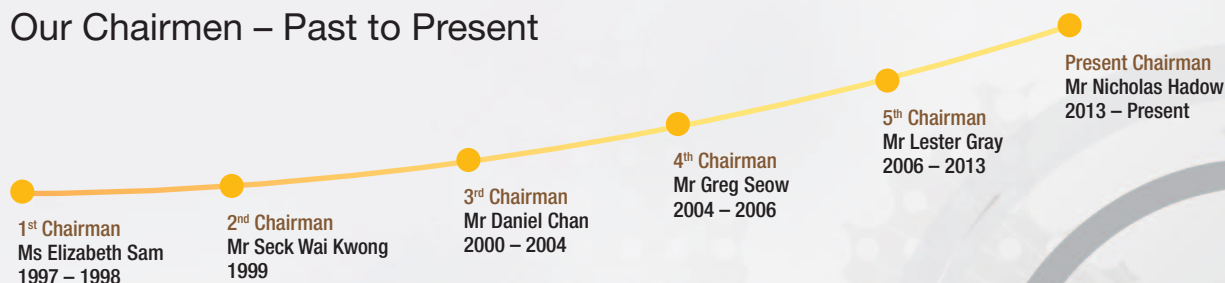 Our Chairmen – Past to Present
1st Chairman
Ms Elizabeth Sam
1997 – 1998
2nd Chairman
Mr Seck Wai Kwong
1999
3rd Chairman
Mr Daniel Chan
2000 – 2004
4th Chairman
Mr Greg Seow
2004 – 2006
5th Chairman
Mr Lester Gray
2006 – 2013
Present Chairman
Mr Nicholas Hadow
2013 – Present